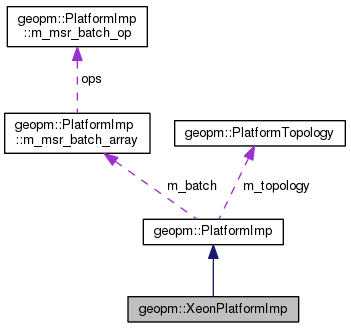 geopm::PlatformImp
::m_msr_batch_op
ops
geopm::PlatformImp
::m_msr_batch_array
geopm::PlatformTopology
m_batch
m_topology
geopm::PlatformImp
geopm::XeonPlatformImp